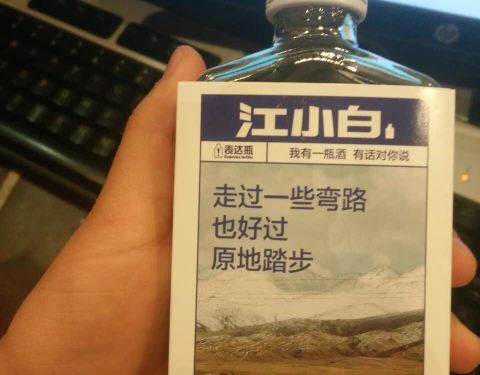 江小白
表达瓶
我有一瓶酒 有话对你说
走过一些弯路
也好过
原地踏步
hp